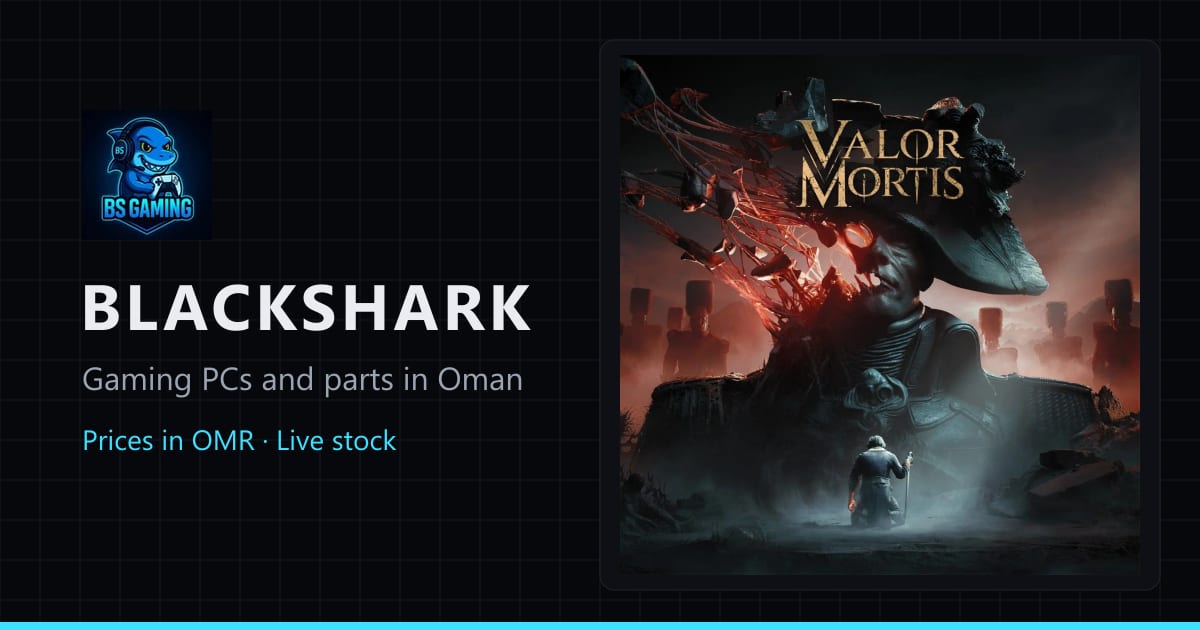 BS
BS GAMING
BLACKSHARK
Gaming PCs and parts in Oman
Prices in OMR · Live stock
VALOR
MORTIS